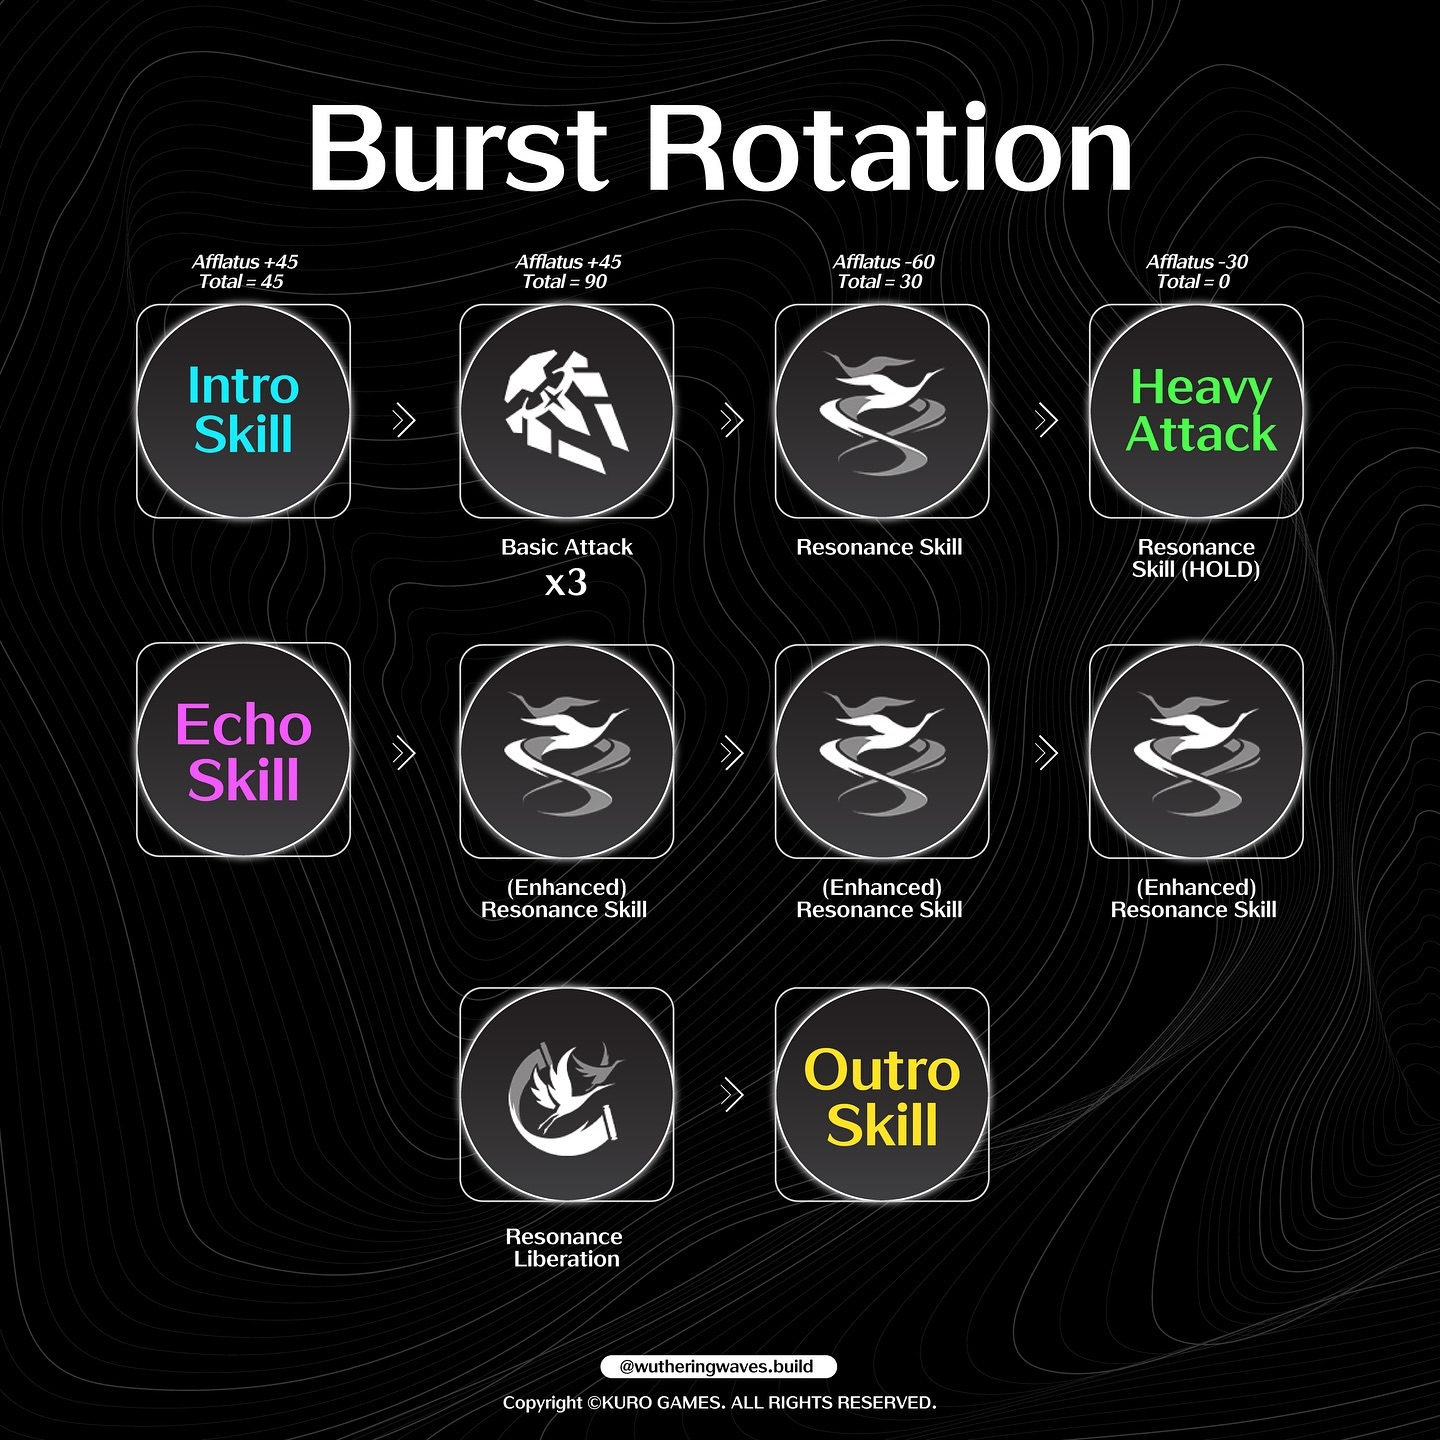 Burst Rotation
Afflatus +45
Total = 45
Afflatus +45
Total = 90
Afflatus -60
Total = 30
Afflatus -30
Total = 0
Intro
Skill
Heavy
Attack
Basic Attack
x3
Resonance Skill
Resonance
Skill (HOLD)
Echo
Skill
(Enhanced)
Resonance Skill
(Enhanced)
Resonance Skill
(Enhanced)
Resonance Skill
Outro
Skill
Resonance
Liberation
@wutheringwaves.build
Copyright ©KURO GAMES. ALL RIGHTS RESERVED.